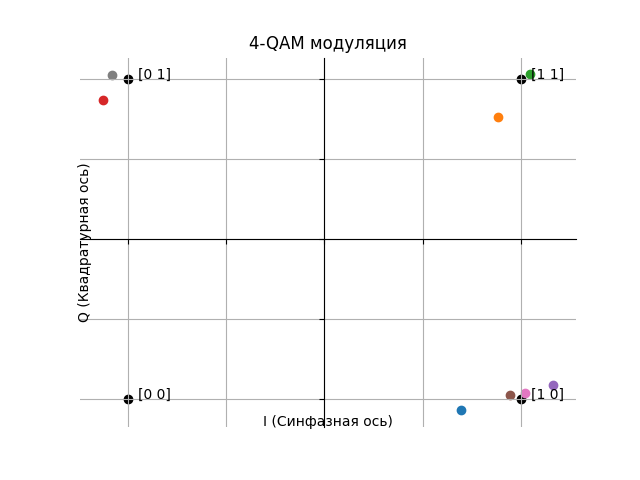 4-QAM модуляция
[0 1]
[1 1]
Q (Квадратурная ось)
[0 0]
[1 0]
I (Синфазная ось)